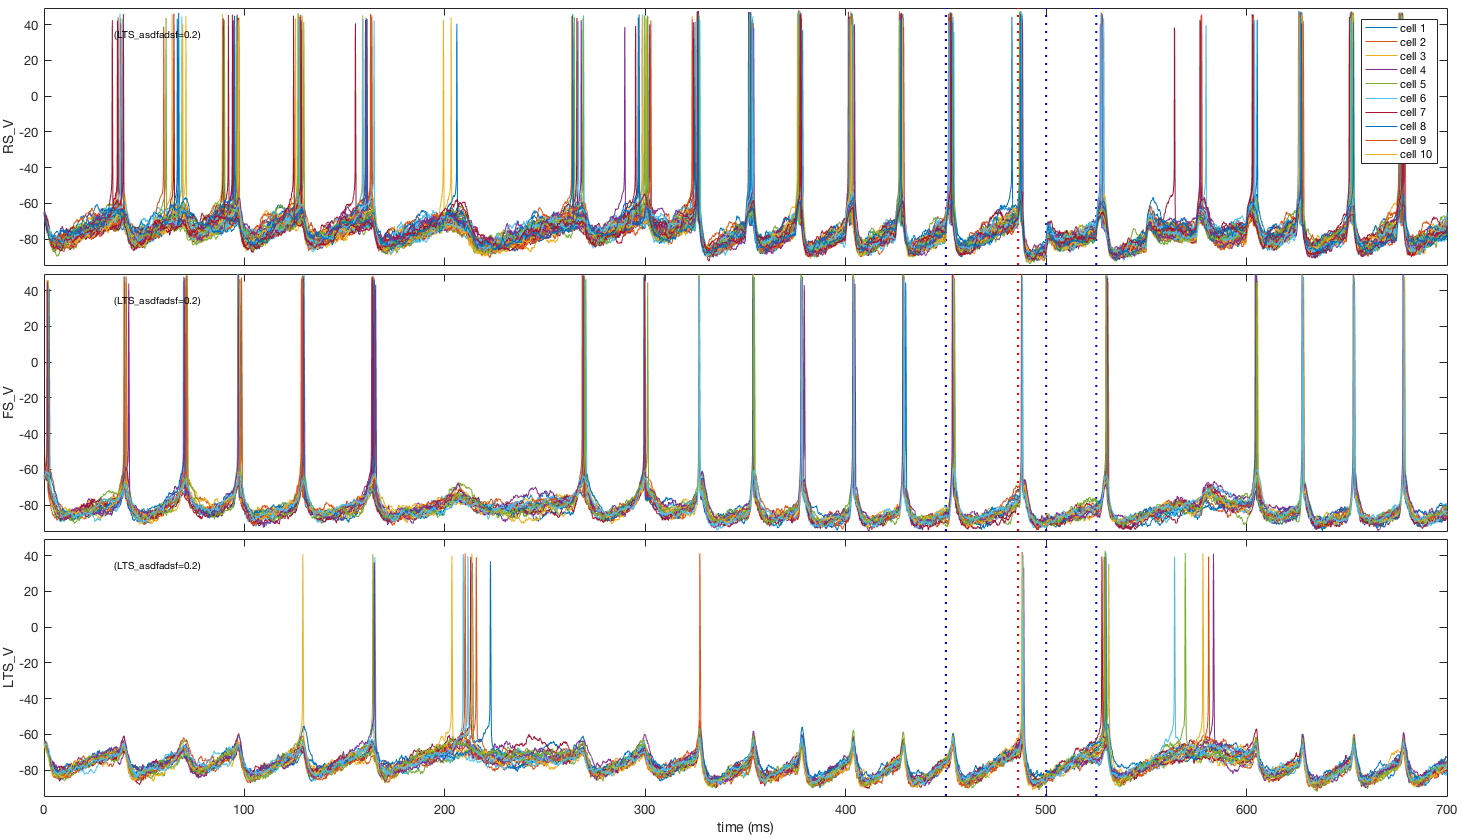 40
20
0
-20
-40
-60
-80
RS_V
(LTS_asdfadsf=0.2)
cell 1
cell 2
cell 3
cell 4
cell 5
cell 6
cell 7
cell 8
cell 9
cell 10
40
20
0
-20
-40
-60
-80
FS_V
(LTS_asdfadsf=0.2)
40
20
0
-20
-40
-60
-80
LTS_V
(LTS_asdfadsf=0.2)
0 100 200 300 400 500 600 700
time (ms)